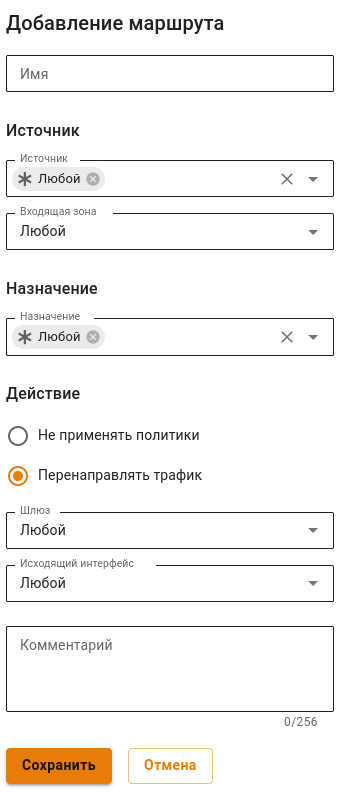 Добавление маршрута
Имя
Источник
Источник
Любой
Входящая зона
Любой
Назначение
Назначение
Любой
Действие
Не применять политики
Перенаправлять трафик
Шлюз
Любой
Исходящий интерфейс
Любой
Комментарий
0/256
Сохранить Отмена